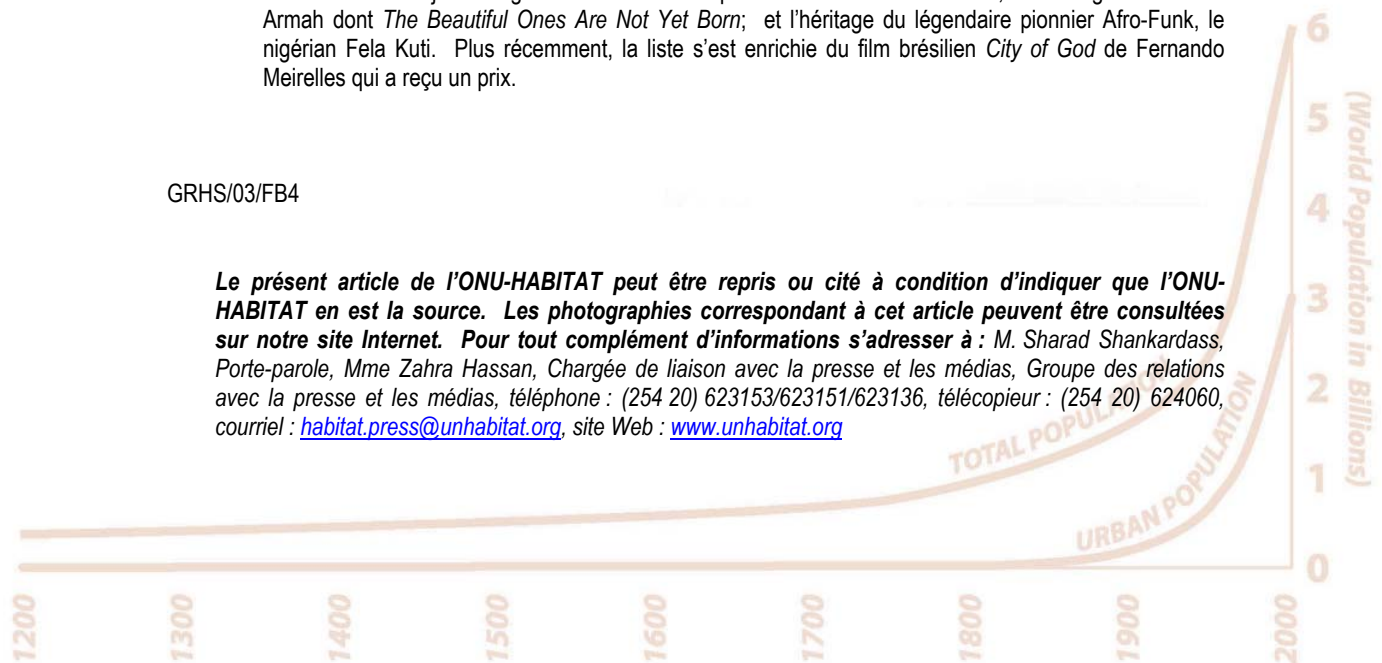 Armah dont The Beautiful Ones Are Not Yet Born; et l’héritage du légendaire pionnier Afro-Funk, le
nigérian Fela Kuti. Plus récemment, la liste s’est enrichie du film brésilien City of God de Fernando
Meirelles qui a reçu un prix.
GRHS/03/FB4
Le présent article de l’ONU-HABITAT peut être repris ou cité à condition d’indiquer que l’ONU-
HABITAT en est la source. Les photographies correspondant à cet article peuvent être consultées
sur notre site Internet. Pour tout complément d’informations s’adresser à : M. Sharad Shankardass,
Porte-parole, Mme Zahra Hassan, Chargée de liaison avec la presse et les médias, Groupe des relations
avec la presse et les médias, téléphone : (254 20) 623153/623151/623136, télécopieur : (254 20) 624060,
courriel : habitat.press@unhabitat.org, site Web : www.unhabitat.org
TOTAL POPULATION
URBAN POPULATION
6
5
4
3
2
1
0
(World Population in Billions)
1200
1300
1400
1500
1600
1700
1800
1900
2000